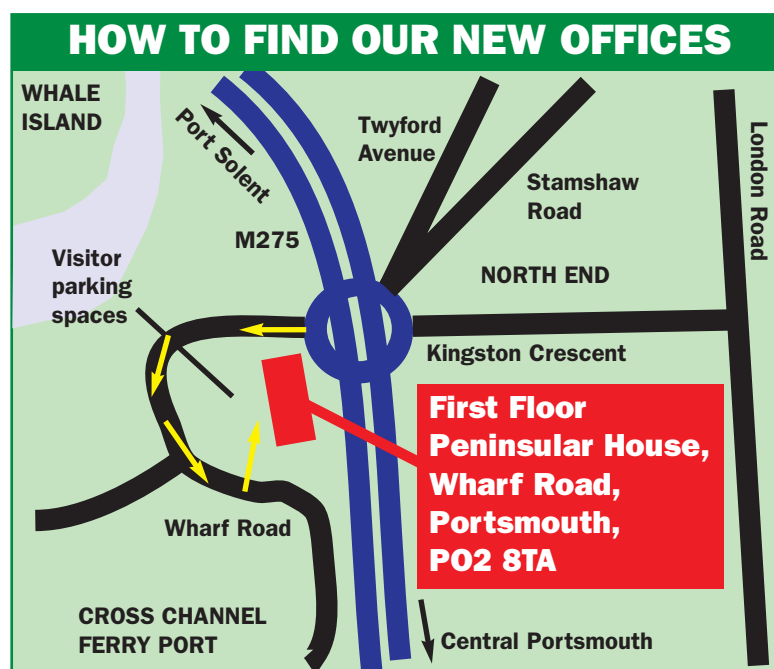 HOW TO FIND OUR NEW OFFICES
WHALE
ISLAND
Port Solent
Twyford
Avenue
Stamshaw
Road
London Road
M275
Visitor
parking
spaces
NORTH END
Kingston Crescent
First Floor
Peninsular House,
Wharf Road,
Portsmouth,
PO2 8TA
Wharf Road
CROSS CHANNEL
FERRY PORT
Central Portsmouth